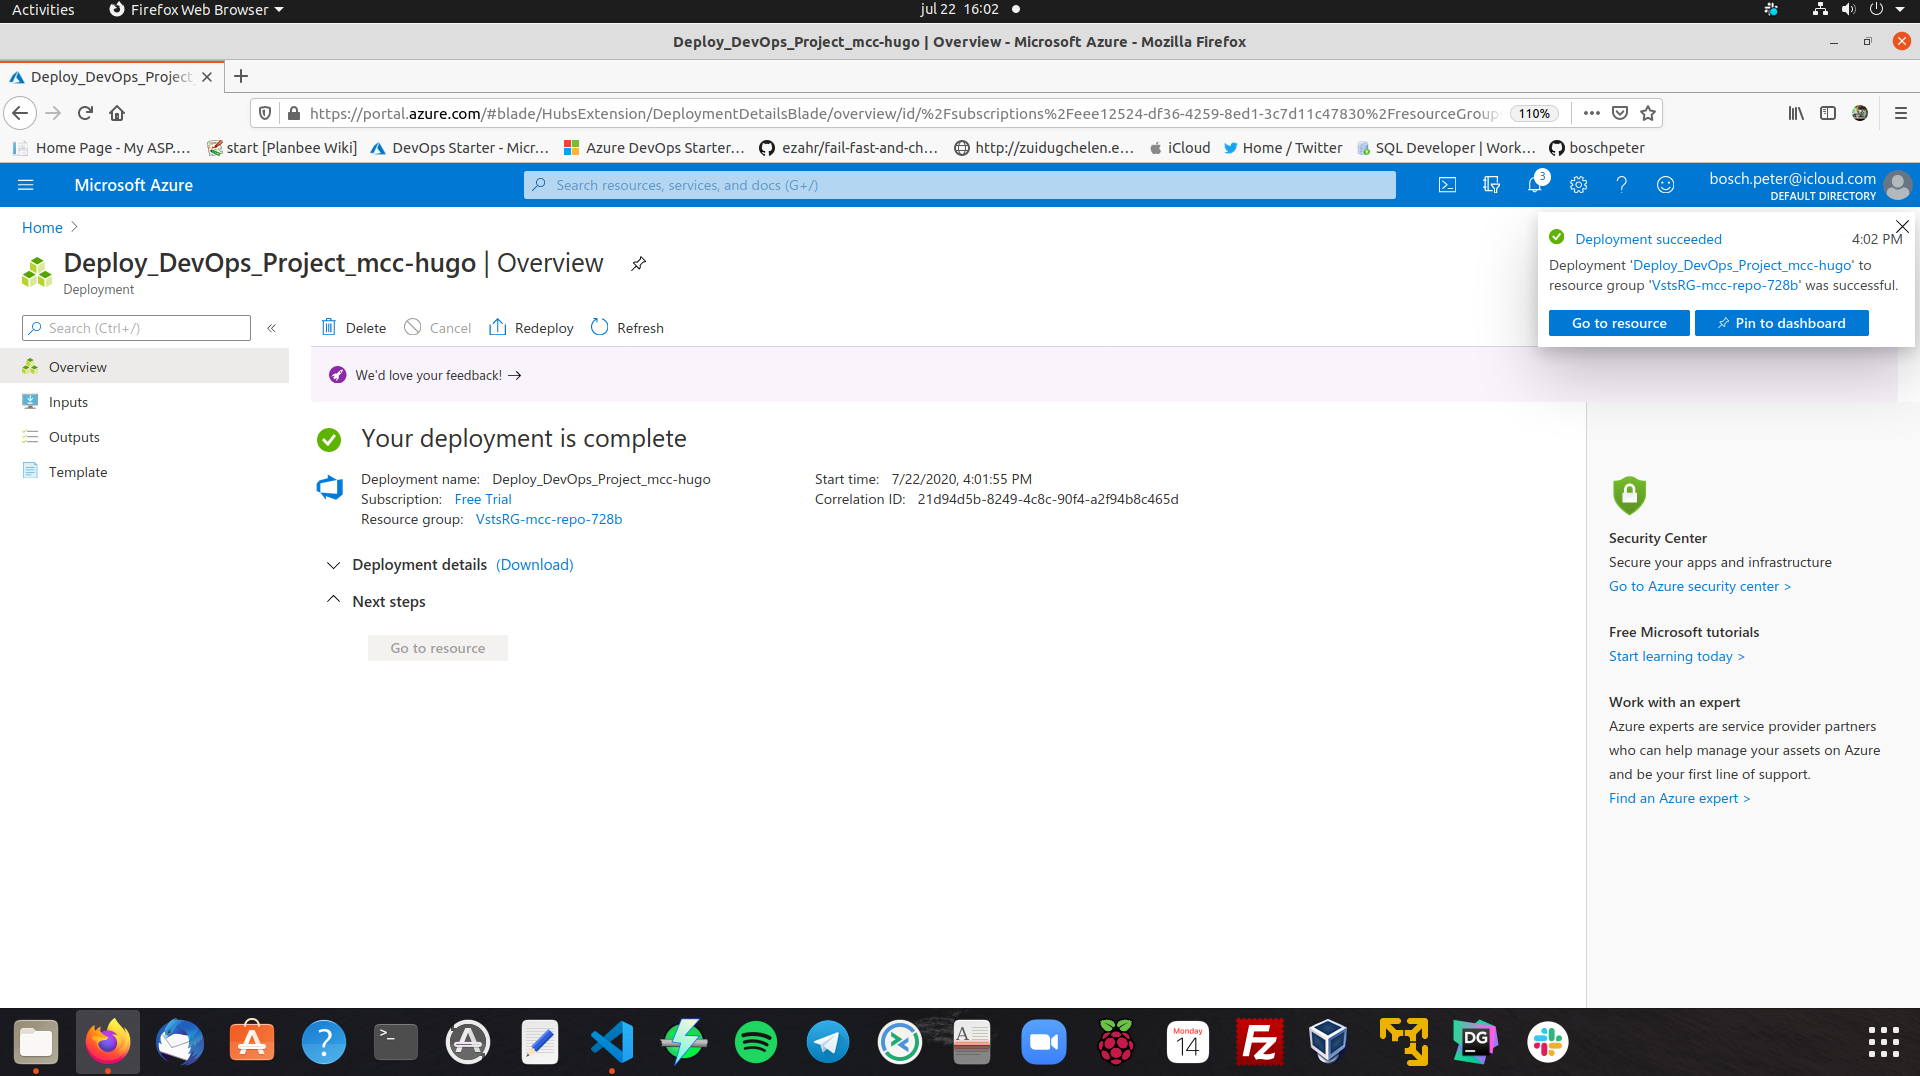 Activities
Firefox Web Browser
jul 22 16:02
Deploy_DevOps_Project_mcc-hugo | Overview - Microsoft Azure - Mozilla Firefox
Deploy_DevOps_Project
https://portal.azure.com/#blade/HubsExtension/DeploymentDetailsBlade/overview/id/%2Fsubscriptions%2Feee12524-df36-4259-8ed1-3c7d11c47830%2FresourceGroup
110%
Home Page - My ASP....
start [Planbee Wiki]
DevOps Starter - Micr...
Azure DevOps Starter...
ezahr/fail-fast-and-ch...
http://zuidugchelen.e...
iCloud
Home / Twitter
SQL Developer | Work...
boschpeter
Microsoft Azure
Search resources, services, and docs (G+/)
3
bosch.peter@icloud.com
DEFAULT DIRECTORY
Home
Deploy_DevOps_Project_mcc-hugo | Overview
Deployment
Deployment succeeded
4:02 PM
Deployment 'Deploy_DevOps_Project_mcc-hugo' to
resource group 'VstsRG-mcc-repo-728b' was successful.
Go to resource
Pin to dashboard
Search (Ctrl+/)
Delete
Cancel
Redeploy
Refresh
Overview
Inputs
Outputs
Template
We'd love your feedback!
Your deployment is complete
Deployment name: Deploy_DevOps_Project_mcc-hugo
Subscription: Free Trial
Resource group: VstsRG-mcc-repo-728b
Start time: 7/22/2020, 4:01:55 PM
Correlation ID: 21d94d5b-8249-4c8c-90f4-a2f94b8c465d
Deployment details (Download)
Next steps
Go to resource
Security Center
Secure your apps and infrastructure
Go to Azure security center >
Free Microsoft tutorials
Start learning today >
Work with an expert
Azure experts are service provider partners
who can help manage your assets on Azure
and be your first line of support.
Find an Azure expert >
Monday
14
DG